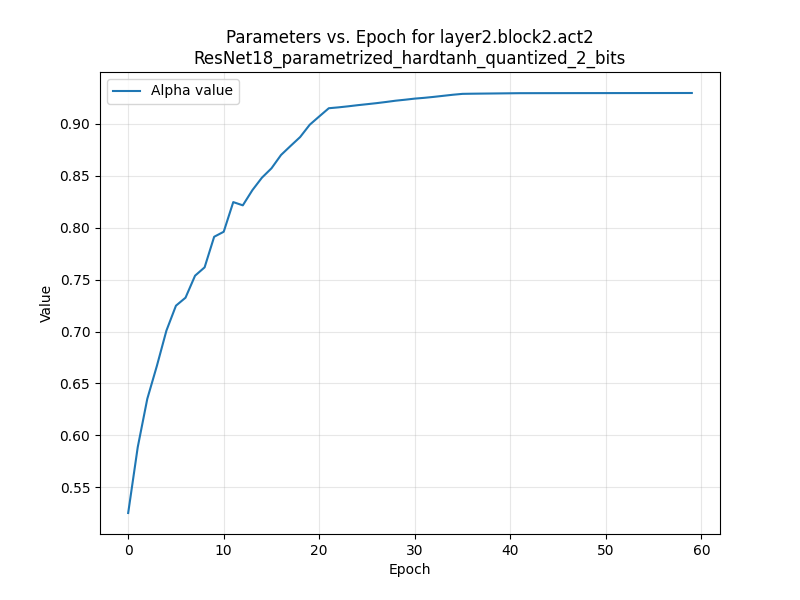 Parameters vs. Epoch for layer2.block2.act2
ResNet18_parametrized_hardtanh_quantized_2_bits
Alpha value
0.90
0.85
0.80
0.75
0.70
0.65
0.60
0.55
Value
0 10 20 30 40 50 60
Epoch